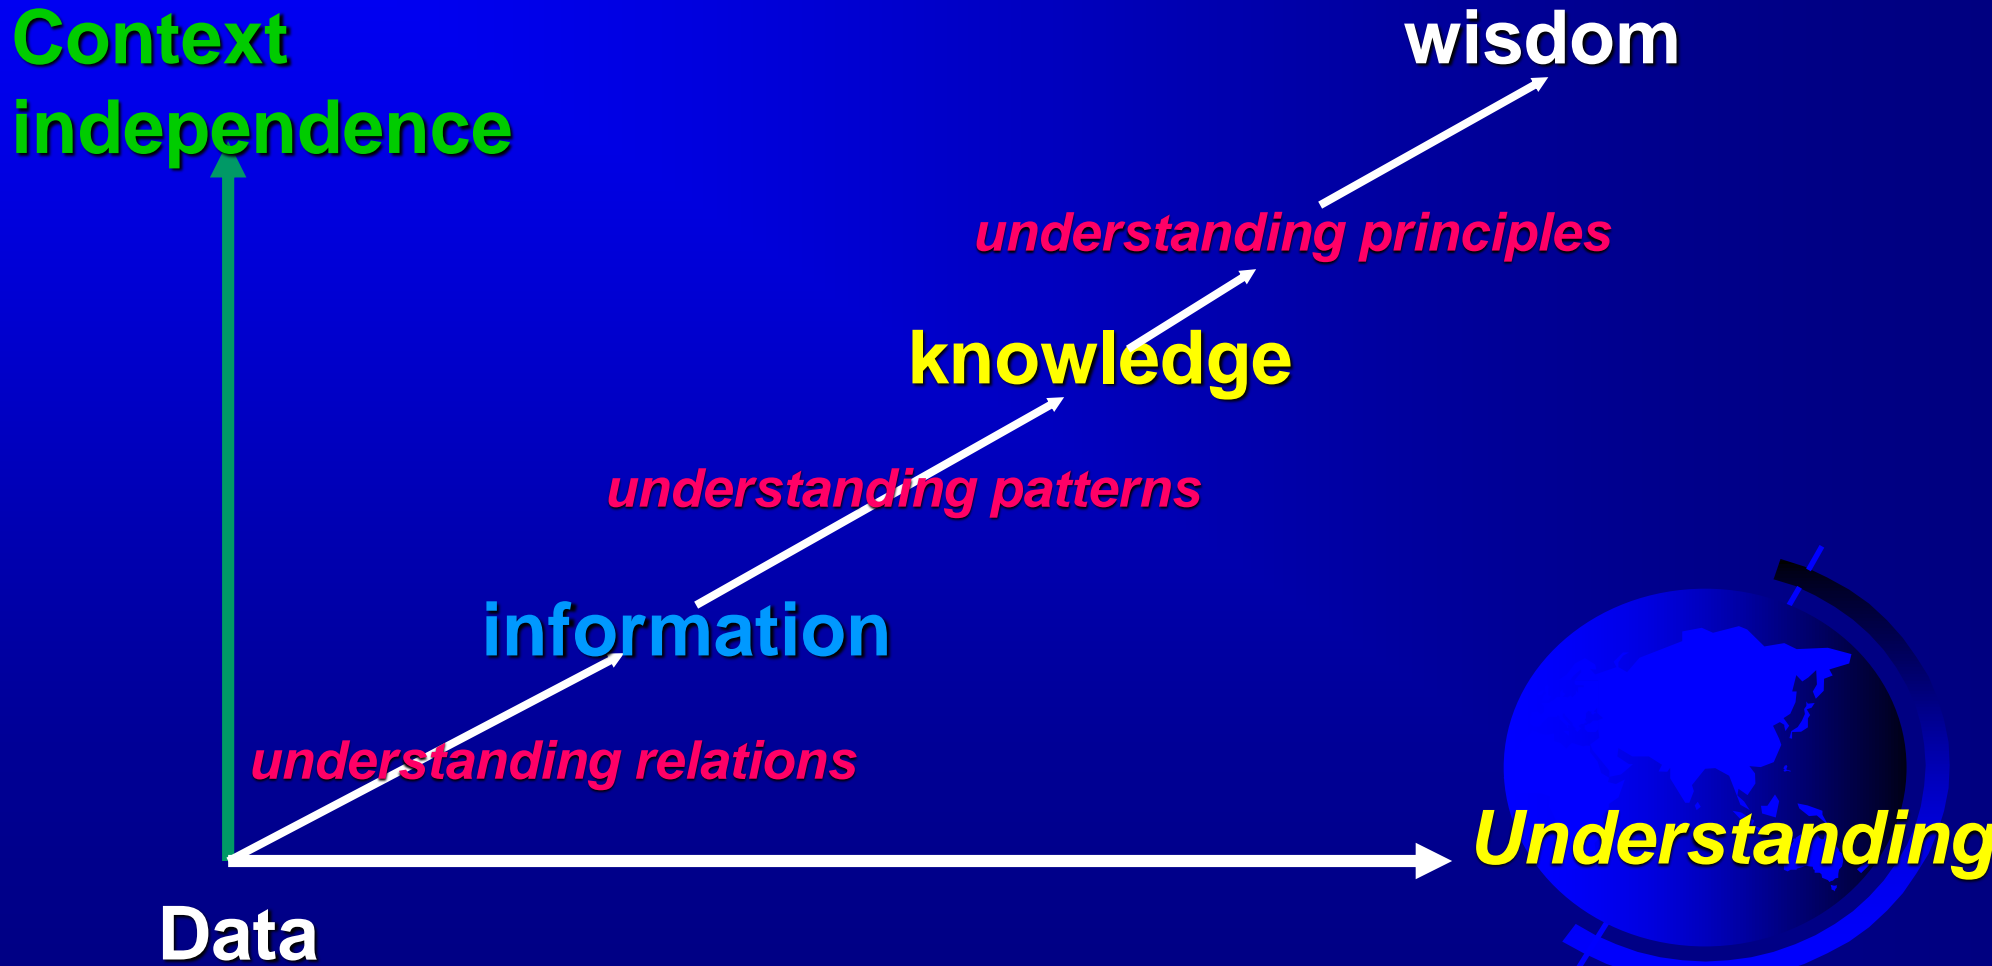 Context
independence
wisdom
understanding principles
knowledge
understanding patterns
information
understanding relations
Understanding
Data